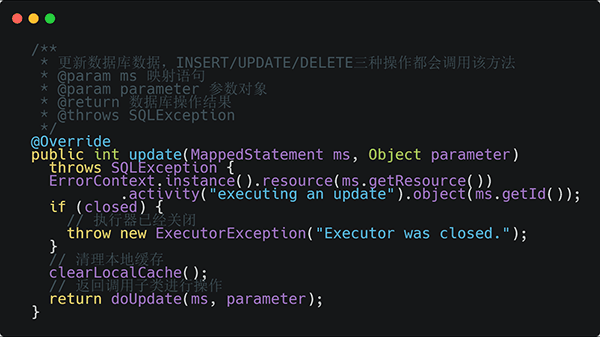 /**
 * 更新数据库数据，INSERT/UPDATE/DELETE三种操作都会调用该方法
 * @param ms 映射语句
 * @param parameter 参数对象
 * @return 数据库操作结果
 * @throws SQLException
 */
@Override
public int update(MappedStatement ms, Object parameter)
  throws SQLException {
  ErrorContext.instance().resource(ms.getResource())
          .activity("executing an update").object(ms.getId());
  if (closed) {
    // 执行器已经关闭
    throw new ExecutorException("Executor was closed.");
  }
  // 清理本地缓存
  clearLocalCache();
  // 返回调用子类进行操作
  return doUpdate(ms, parameter);
}